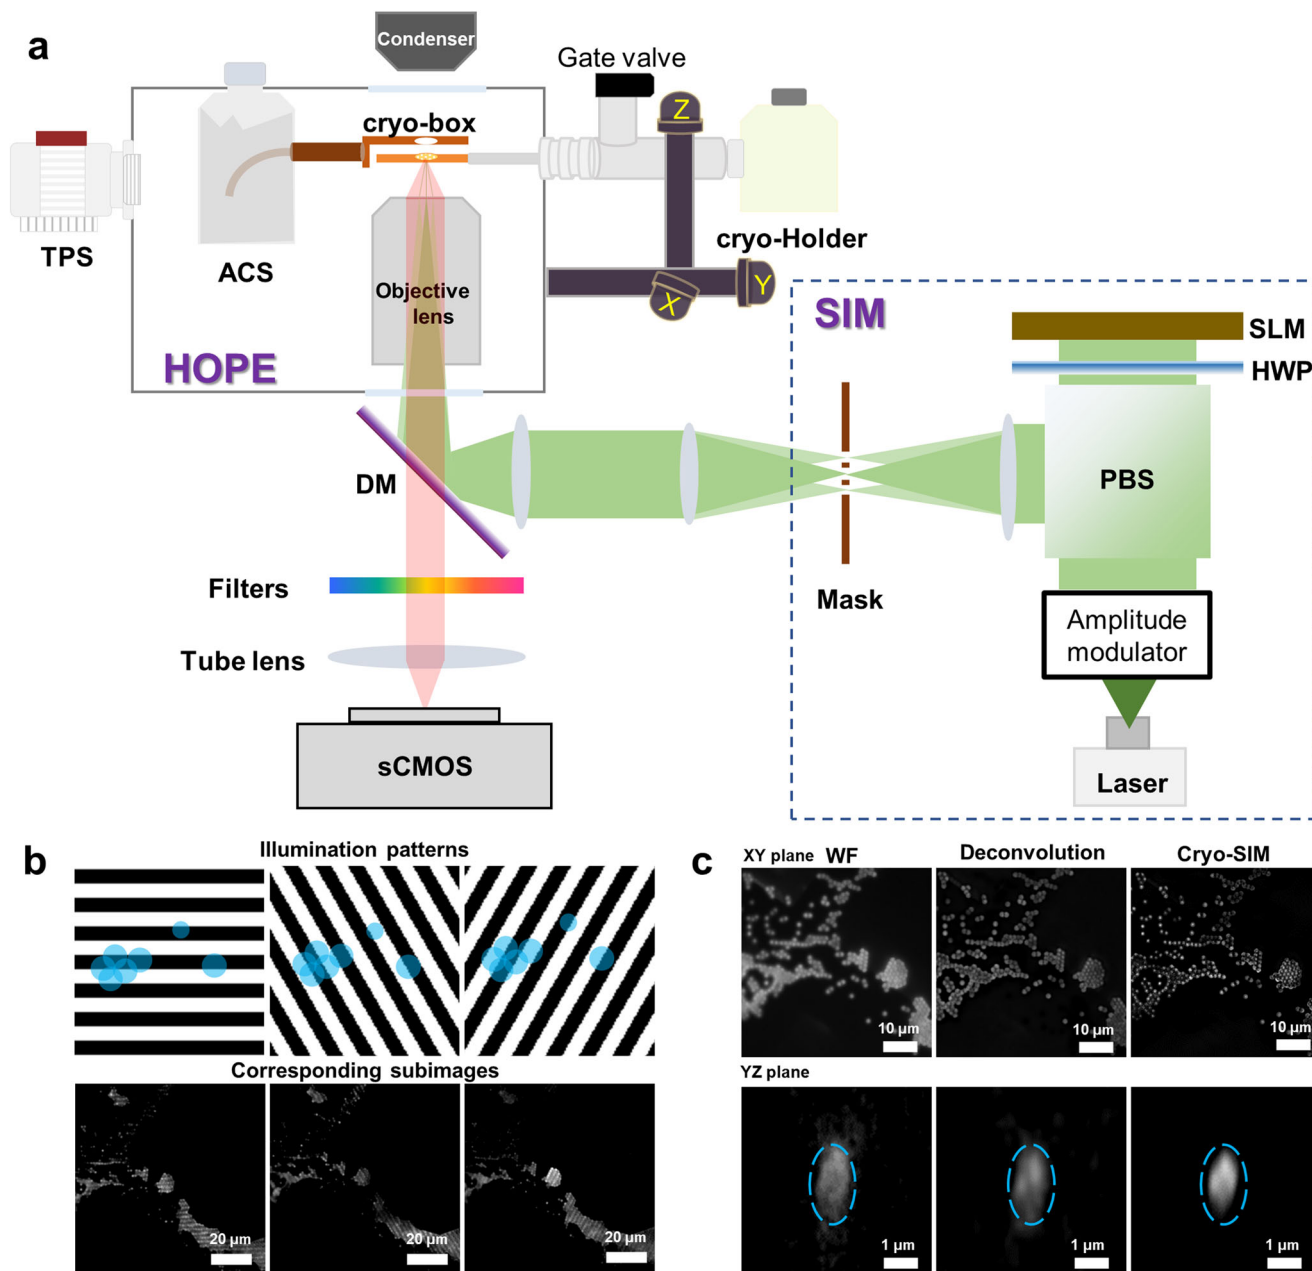 a
Condenser
Gate valve
Z
cryo-box
TPS
ACS
cryo-Holder
Objective
lens
X
Y
HOPE
SIM
SLM
HWP
DM
PBS
Filters
Mask
Amplitude
modulator
Tube lens
sCMOS
Laser
b
Illumination patterns
Corresponding subimages
20 μm
20 μm
20 μm
c
XY plane
WF
Deconvolution
Cryo-SIM
10 μm
10 μm
10 μm
YZ plane
1 μm
1 μm
1 μm